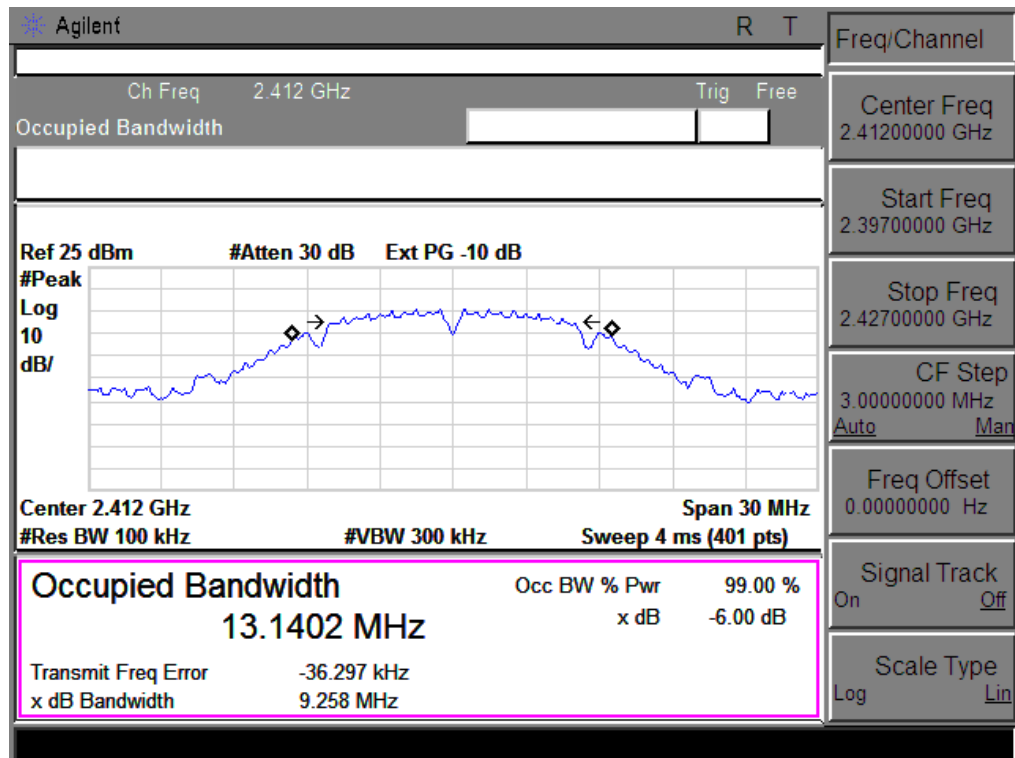 Agilent R T
Ch Freq 2.412 GHz Trig Free
Occupied Bandwidth
Ref 25 dBm #Atten 30 dB Ext PG -10 dB
#Peak
Log
10
dB/
Center 2.412 GHz Span 30 MHz
#Res BW 100 kHz #VBW 300 kHz Sweep 4 ms (401 pts)
Occupied Bandwidth Occ BW % Pwr 99.00 %
13.1402 MHz x dB -6.00 dB
Transmit Freq Error -36.297 kHz
x dB Bandwidth 9.258 MHz
Freq/Channel
Center Freq
2.41200000 GHz
Start Freq
2.39700000 GHz
Stop Freq
2.42700000 GHz
CF Step
3.00000000 MHz
Auto Man
Freq Offset
0.00000000 Hz
Signal Track
On Off
Scale Type
Log Lin